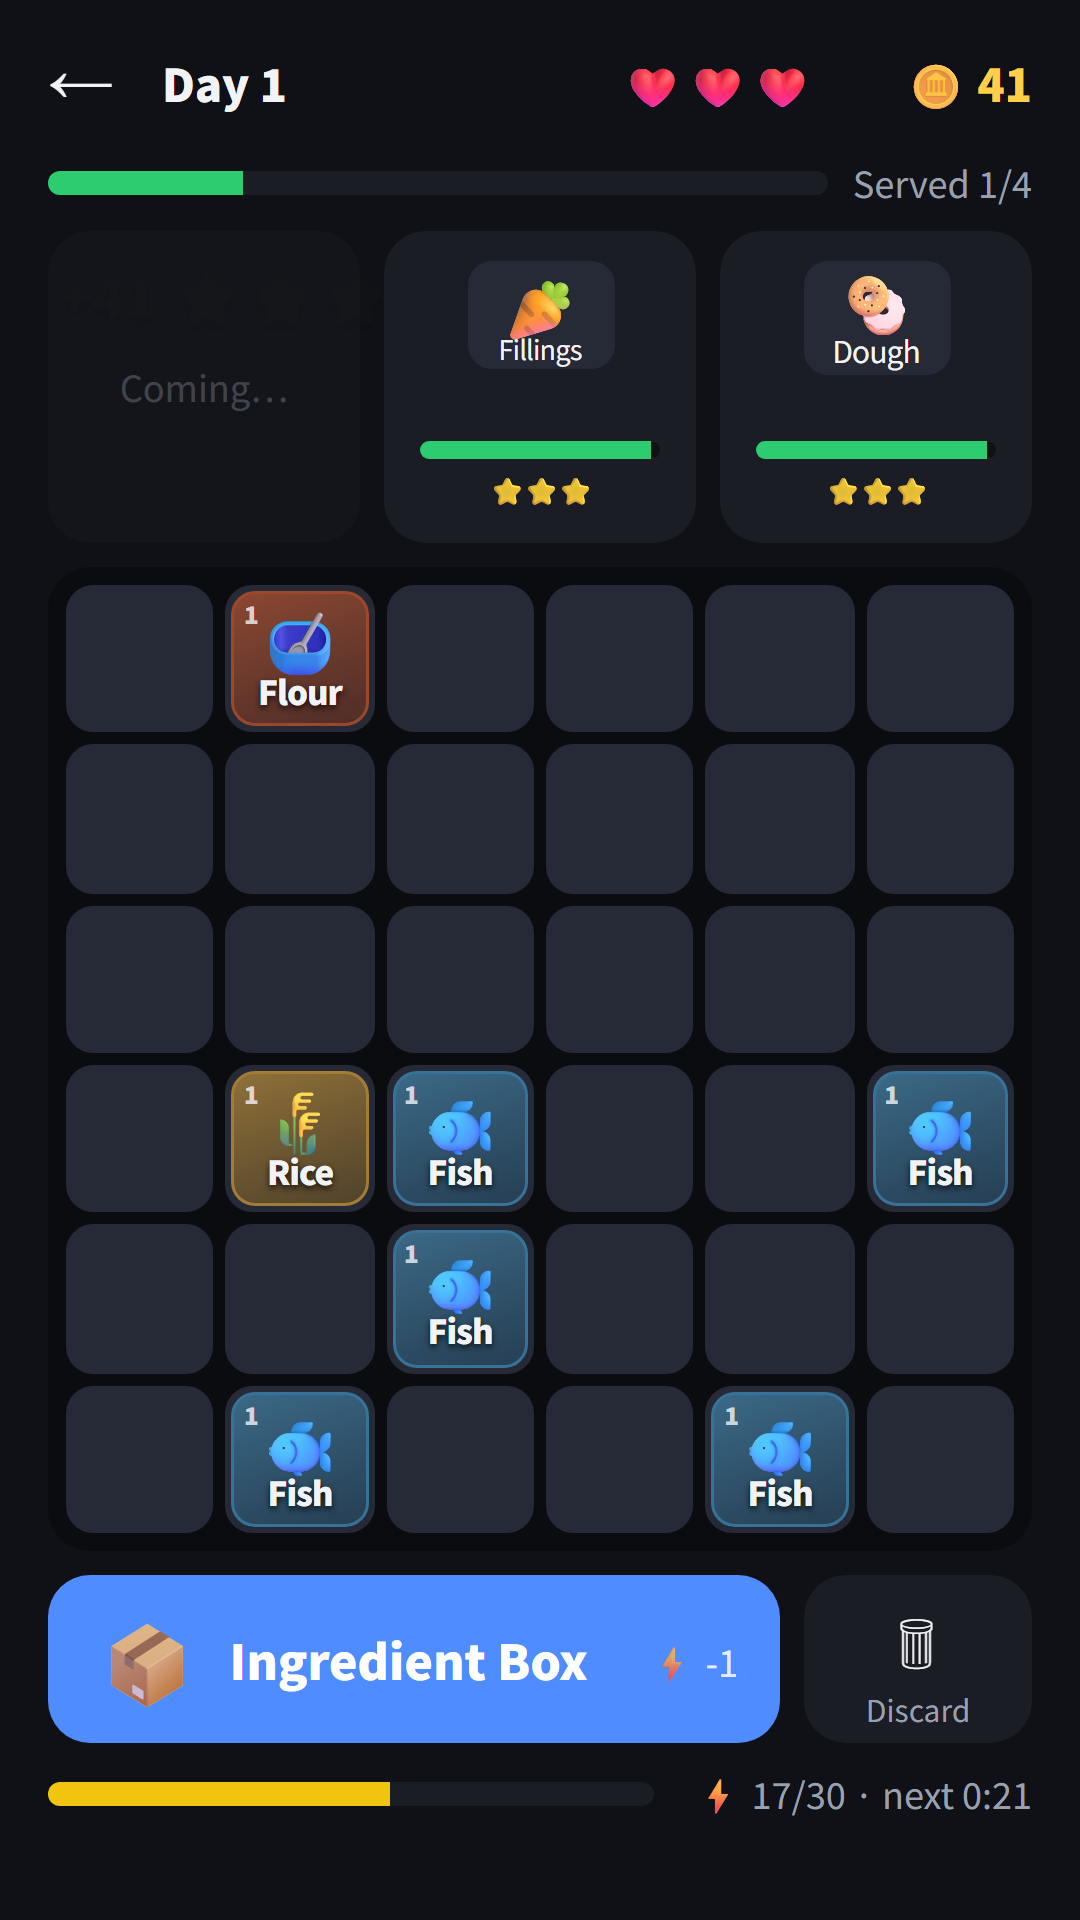 Day 1
41
Served 1/4
Coming...
Fillings
Dough
1
Flour
1
Rice
1
Fish
1
Fish
1
Fish
1
Fish
1
Fish
Ingredient Box
-1
Discard
17/30 · next 0:21